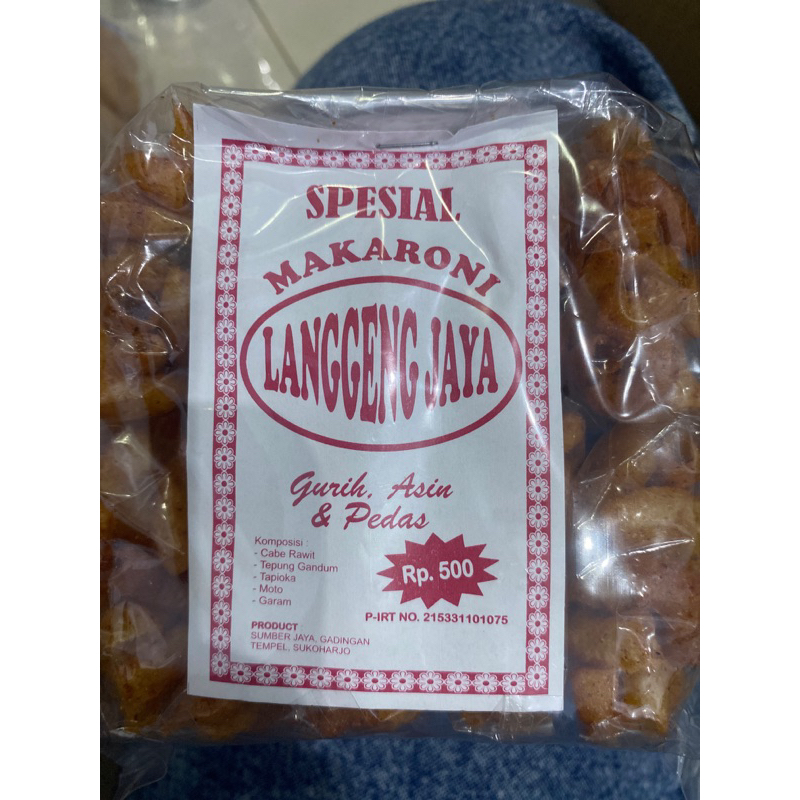 SPESIAL
MAKARONI
LANGGENG JAYA
Gurih, Asin
& Pedas
Komposisi :
- Cabe Rawit
- Tepung Gandum
- Tapioka
- Moto
- Garam
Rp. 500
P-IRT NO. 215331101075
PRODUCT
SUMBER JAYA, GADINGAN
TEMPEL, SUKOHARJO